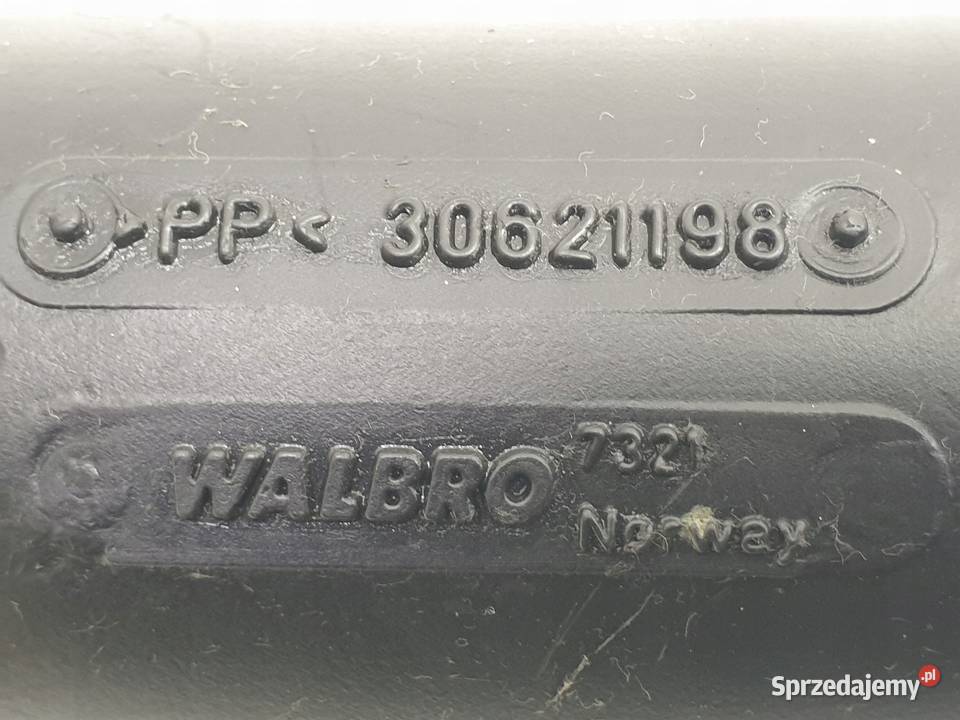 >PP< 30621198
WALBRO 7321
Norway
Sprzedajemy.pl